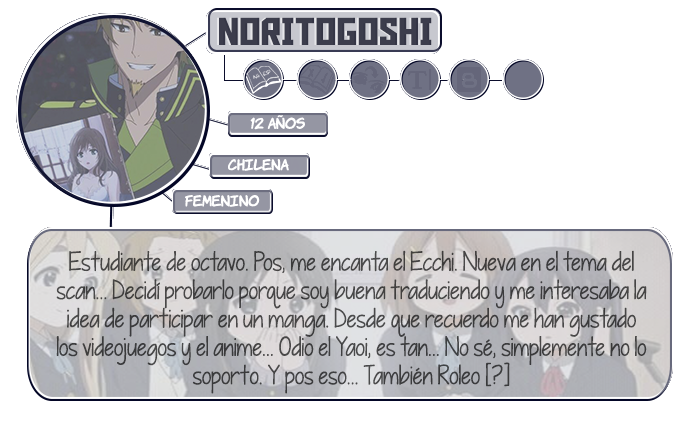 NORITOGOSHI
12 AÑOS
CHILENA
FEMENINO
Estudiante de octavo. Pos, me encanta el Ecchi. Nueva en el tema del
scan... Decidí probarlo porque soy buena traduciendo y me interesaba la
idea de participar en un manga. Desde que recuerdo me han gustado
los videojuegos y el anime... Odio el Yaoi, es tan... No sé, simplemente no lo
soporto. Y pos eso... También Roleo [?]